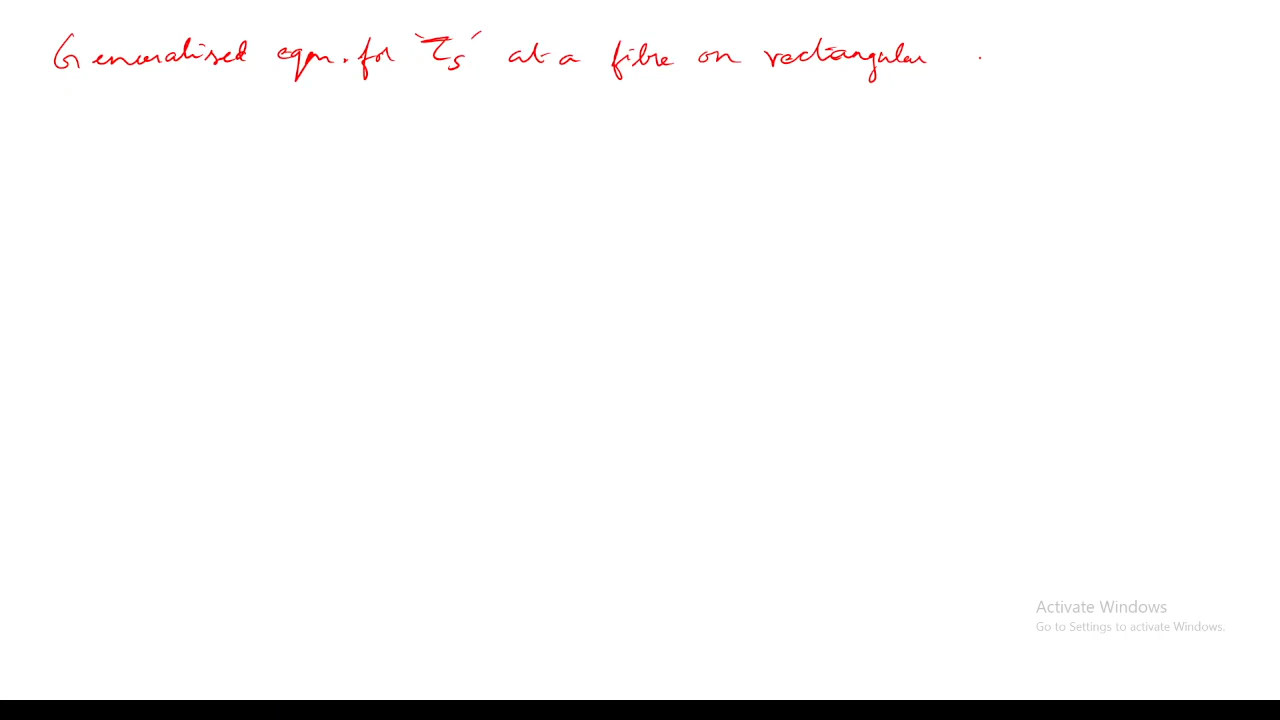 Generalised eqn. for 'τs' at a fibre on rectangular
Activate Windows
Go to Settings to activate Windows.